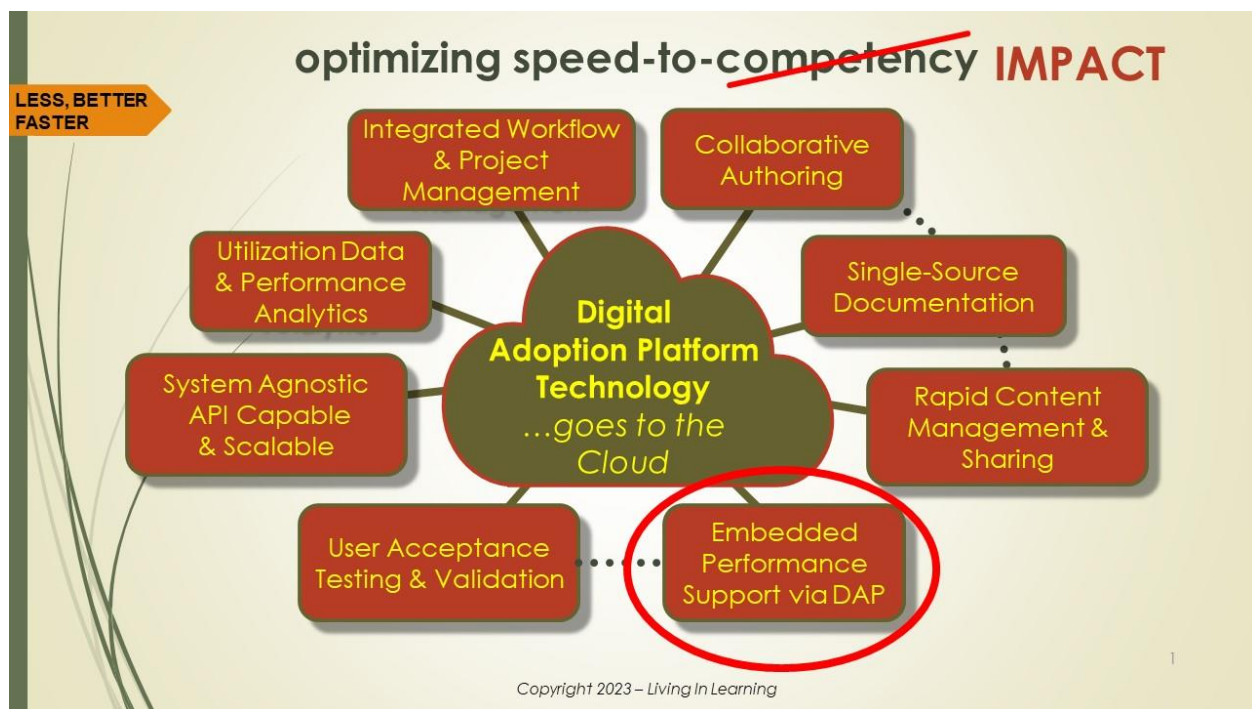 optimizing speed-to-competency IMPACT
LESS, BETTER
FASTER
Integrated Workflow
& Project
Management
Collaborative
Authoring
Utilization Data
& Performance
Analytics
Single-Source
Documentation
Digital
Adoption Platform
Technology
...goes to the
Cloud
System Agnostic
API Capable
& Scalable
Rapid Content
Management &
Sharing
User Acceptance
Testing & Validation
Embedded
Performance
Support via DAP
1
Copyright 2023 – Living In Learning